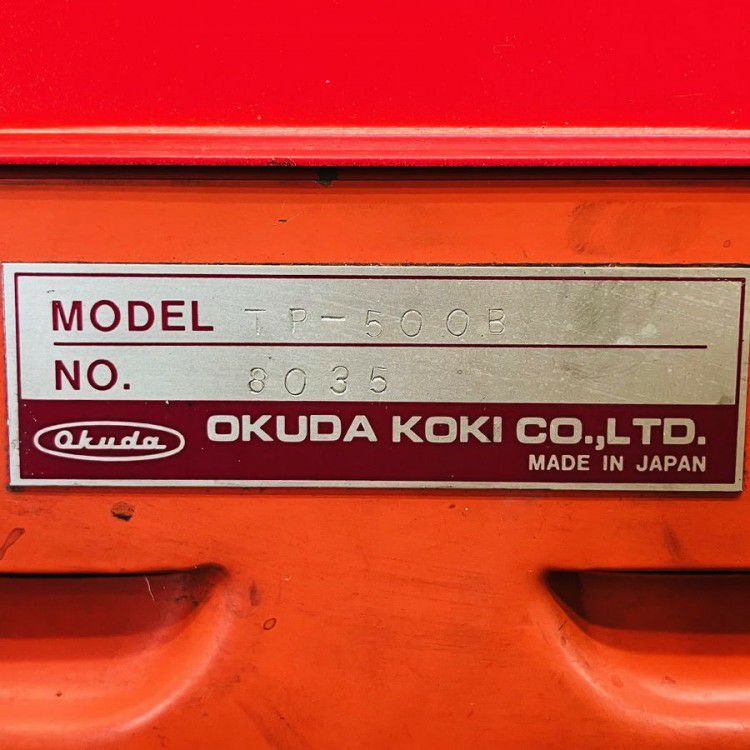 MODEL TP-500B
NO. 8035
Okuda OKUDA KOKI CO.,LTD.
MADE IN JAPAN